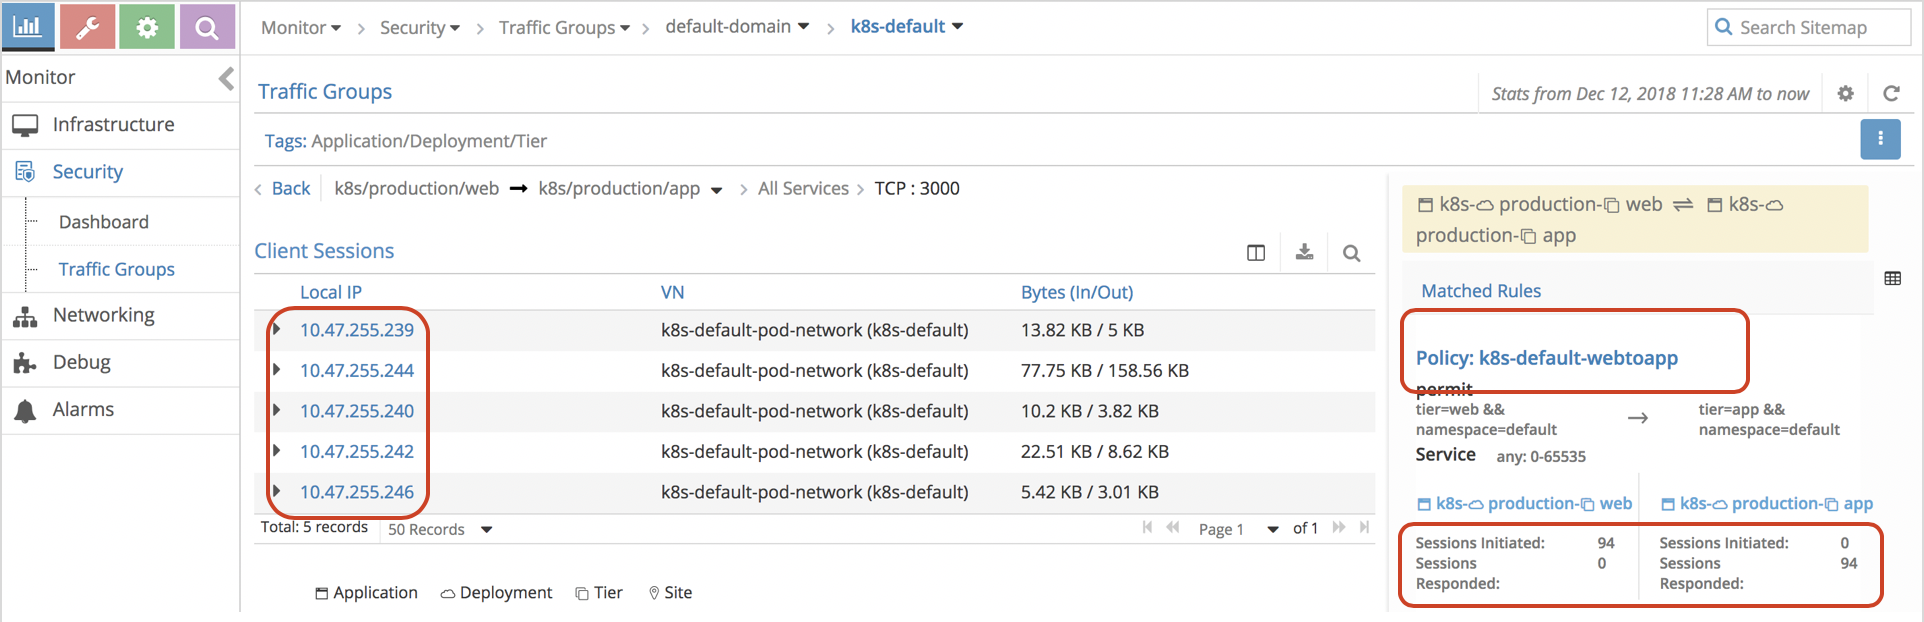 Monitor > Security > Traffic Groups > default-domain > k8s-default
Search Sitemap
Monitor
Infrastructure
Security
Dashboard
Traffic Groups
Networking
Debug
Alarms
Traffic Groups
Stats from Dec 12, 2018 11:28 AM to now
Tags: Application/Deployment/Tier
Back k8s/production/web → k8s/production/app > All Services > TCP : 3000
Client Sessions
Local IP VN Bytes (In/Out)
10.47.255.239 k8s-default-pod-network (k8s-default) 13.82 KB / 5 KB
10.47.255.244 k8s-default-pod-network (k8s-default) 77.75 KB / 158.56 KB
10.47.255.240 k8s-default-pod-network (k8s-default) 10.2 KB / 3.82 KB
10.47.255.242 k8s-default-pod-network (k8s-default) 22.51 KB / 8.62 KB
10.47.255.246 k8s-default-pod-network (k8s-default) 5.42 KB / 3.01 KB
Total: 5 records 50 Records Page 1 of 1
Application Deployment Tier Site
k8s- production- web ⇌ k8s-
production- app
Matched Rules
Policy: k8s-default-webtoapp
permit
tier=web && → tier=app &&
namespace=default namespace=default
Service any: 0-65535
k8s- production- web k8s- production- app
Sessions Initiated: 94 Sessions Initiated: 0
Sessions 0 Sessions 94
Responded: Responded: